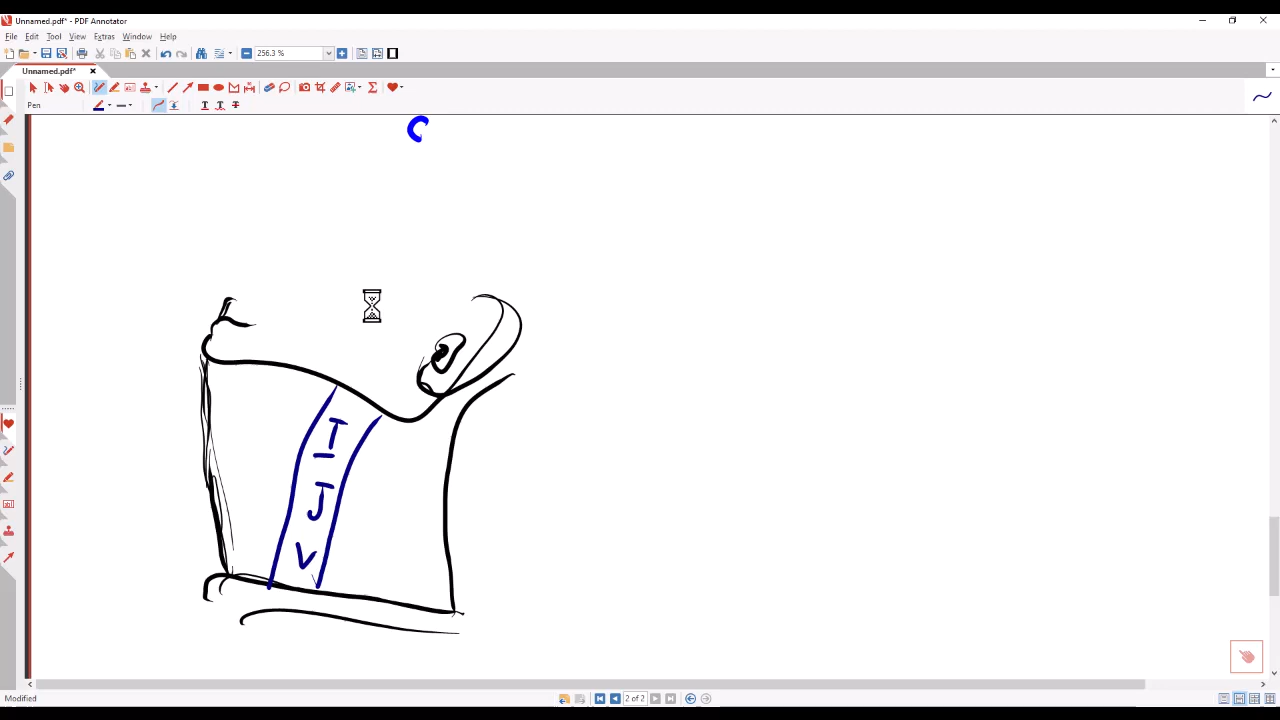 Unnamed.pdf* - PDF Annotator
File Edit Tool View Extras Window Help
256.3 %
Unnamed.pdf*
Pen
C
I
J
V
Modified
2 of 2